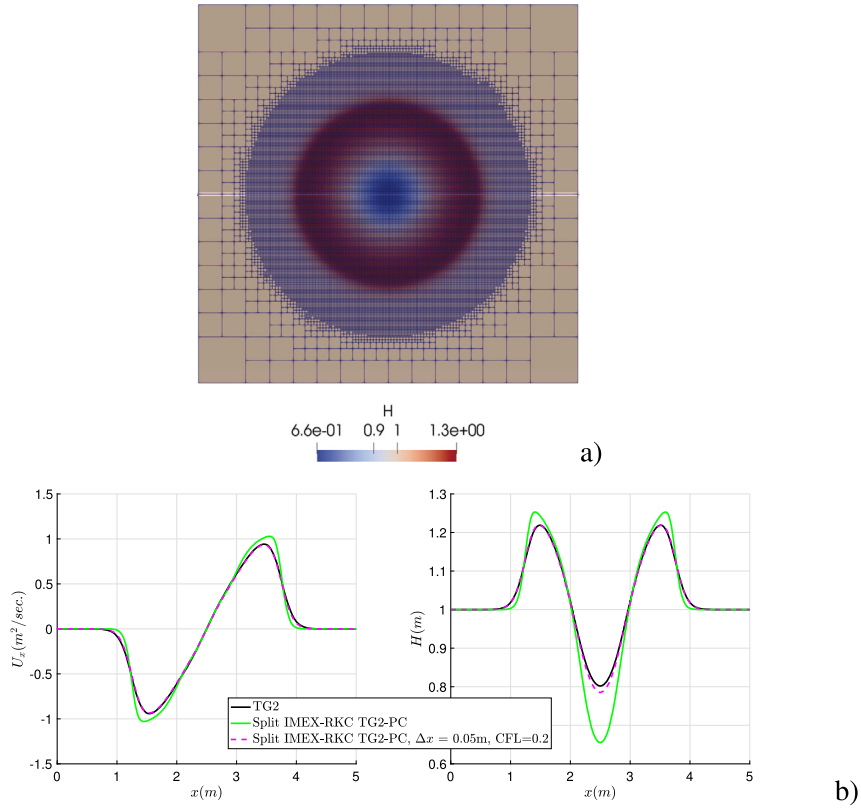 H
6.6e-01 0.9 1 1.3e+00
a)
1.5
1
0.5
0
-0.5
-1
-1.5
U_x(m^2/sec.)
0 1 2 3 4 5
x(m)
1.3
1.2
1.1
1
0.9
0.8
0.6
H(m)
0 1 2 3 4 5
x(m)
TG2
Split IMEX-RKC TG2-PC
Split IMEX-RKC TG2-PC, Δx = 0.05m, CFL=0.2
b)